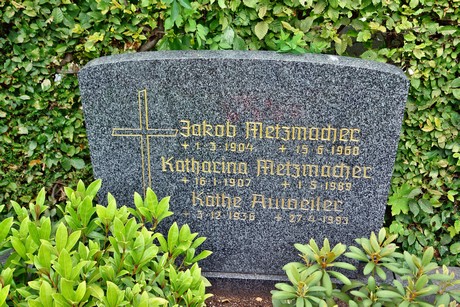 Jakob Metzmacher
* 1·3·1904 + 15·6·1960
Katharina Metzmacher
* 16·1·1907 + 1·5·1989
Käthe Auweiler
* 3·12·1936 + 27·4·1993